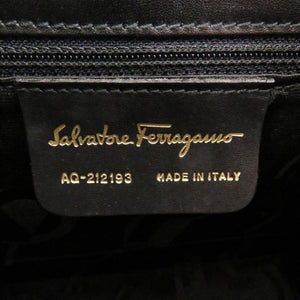 Salvatore Ferragamo
AQ-212193 MADE IN ITALY